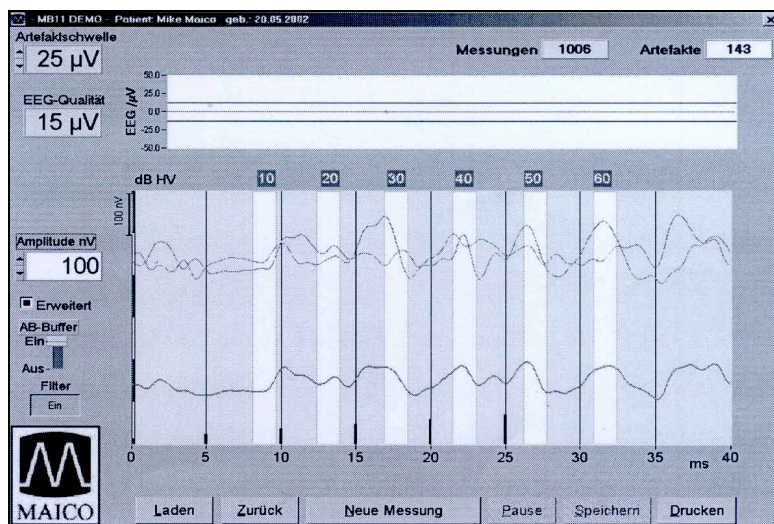 - MB11 DEMO - Patient: Mike Maico geb.: 20.05.2002
Artefaktschwelle
25 µV
Messungen 1006 Artefakte 143
EEG-Qualität
15 µV
EEG /µV
50.0
25.0
0.0
-25.0
-50.0
dB HV 10 20 30 40 50 60
100 nV
Amplitude nV
100
Erweitert
AB-Buffer
Ein
Aus
Filter
Ein
0 5 10 15 20 25 30 35 40
ms
MAICO
Laden Zurück Neue Messung Pause Speichern Drucken